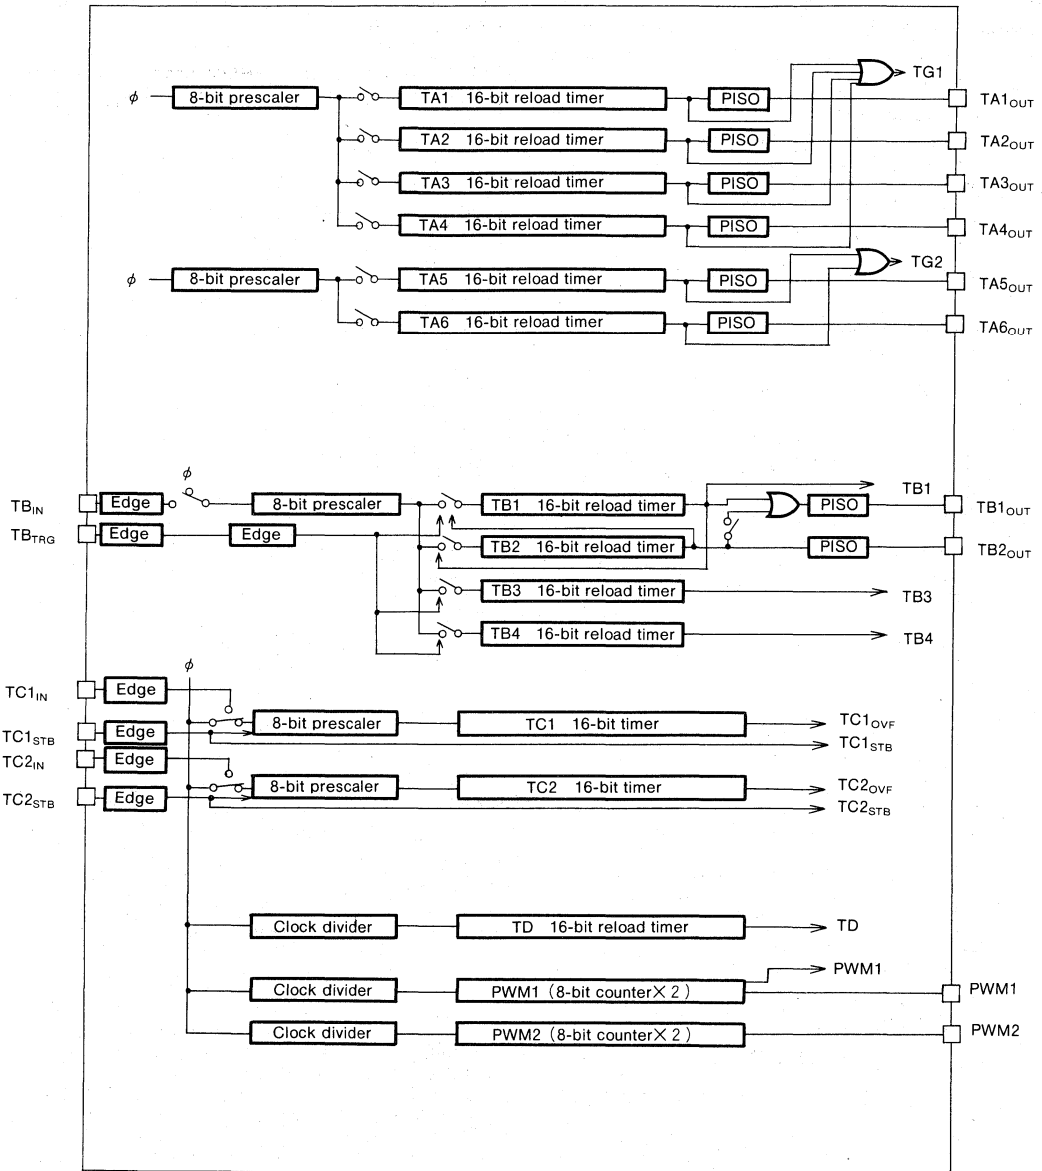 TG1
ϕ 8-bit prescaler TA1 16-bit reload timer PISO TA1OUT
TA2 16-bit reload timer PISO TA2OUT
TA3 16-bit reload timer PISO TA3OUT
TA4 16-bit reload timer PISO TA4OUT
TG2
ϕ 8-bit prescaler TA5 16-bit reload timer PISO TA5OUT
TA6 16-bit reload timer PISO TA6OUT
ϕ
TB1
TBIN Edge 8-bit prescaler TB1 16-bit reload timer PISO TB1OUT
TBTRG Edge Edge
TB2 16-bit reload timer PISO TB2OUT
TB3 16-bit reload timer TB3
TB4 16-bit reload timer TB4
ϕ
TC1IN Edge
8-bit prescaler TC1 16-bit timer TC1OVF
TC1STB Edge TC1STB
TC2IN Edge
8-bit prescaler TC2 16-bit timer TC2OVF
TC2STB Edge TC2STB
Clock divider TD 16-bit reload timer TD
PWM1
Clock divider PWM1 (8-bit counter×2) PWM1
Clock divider PWM2 (8-bit counter×2) PWM2